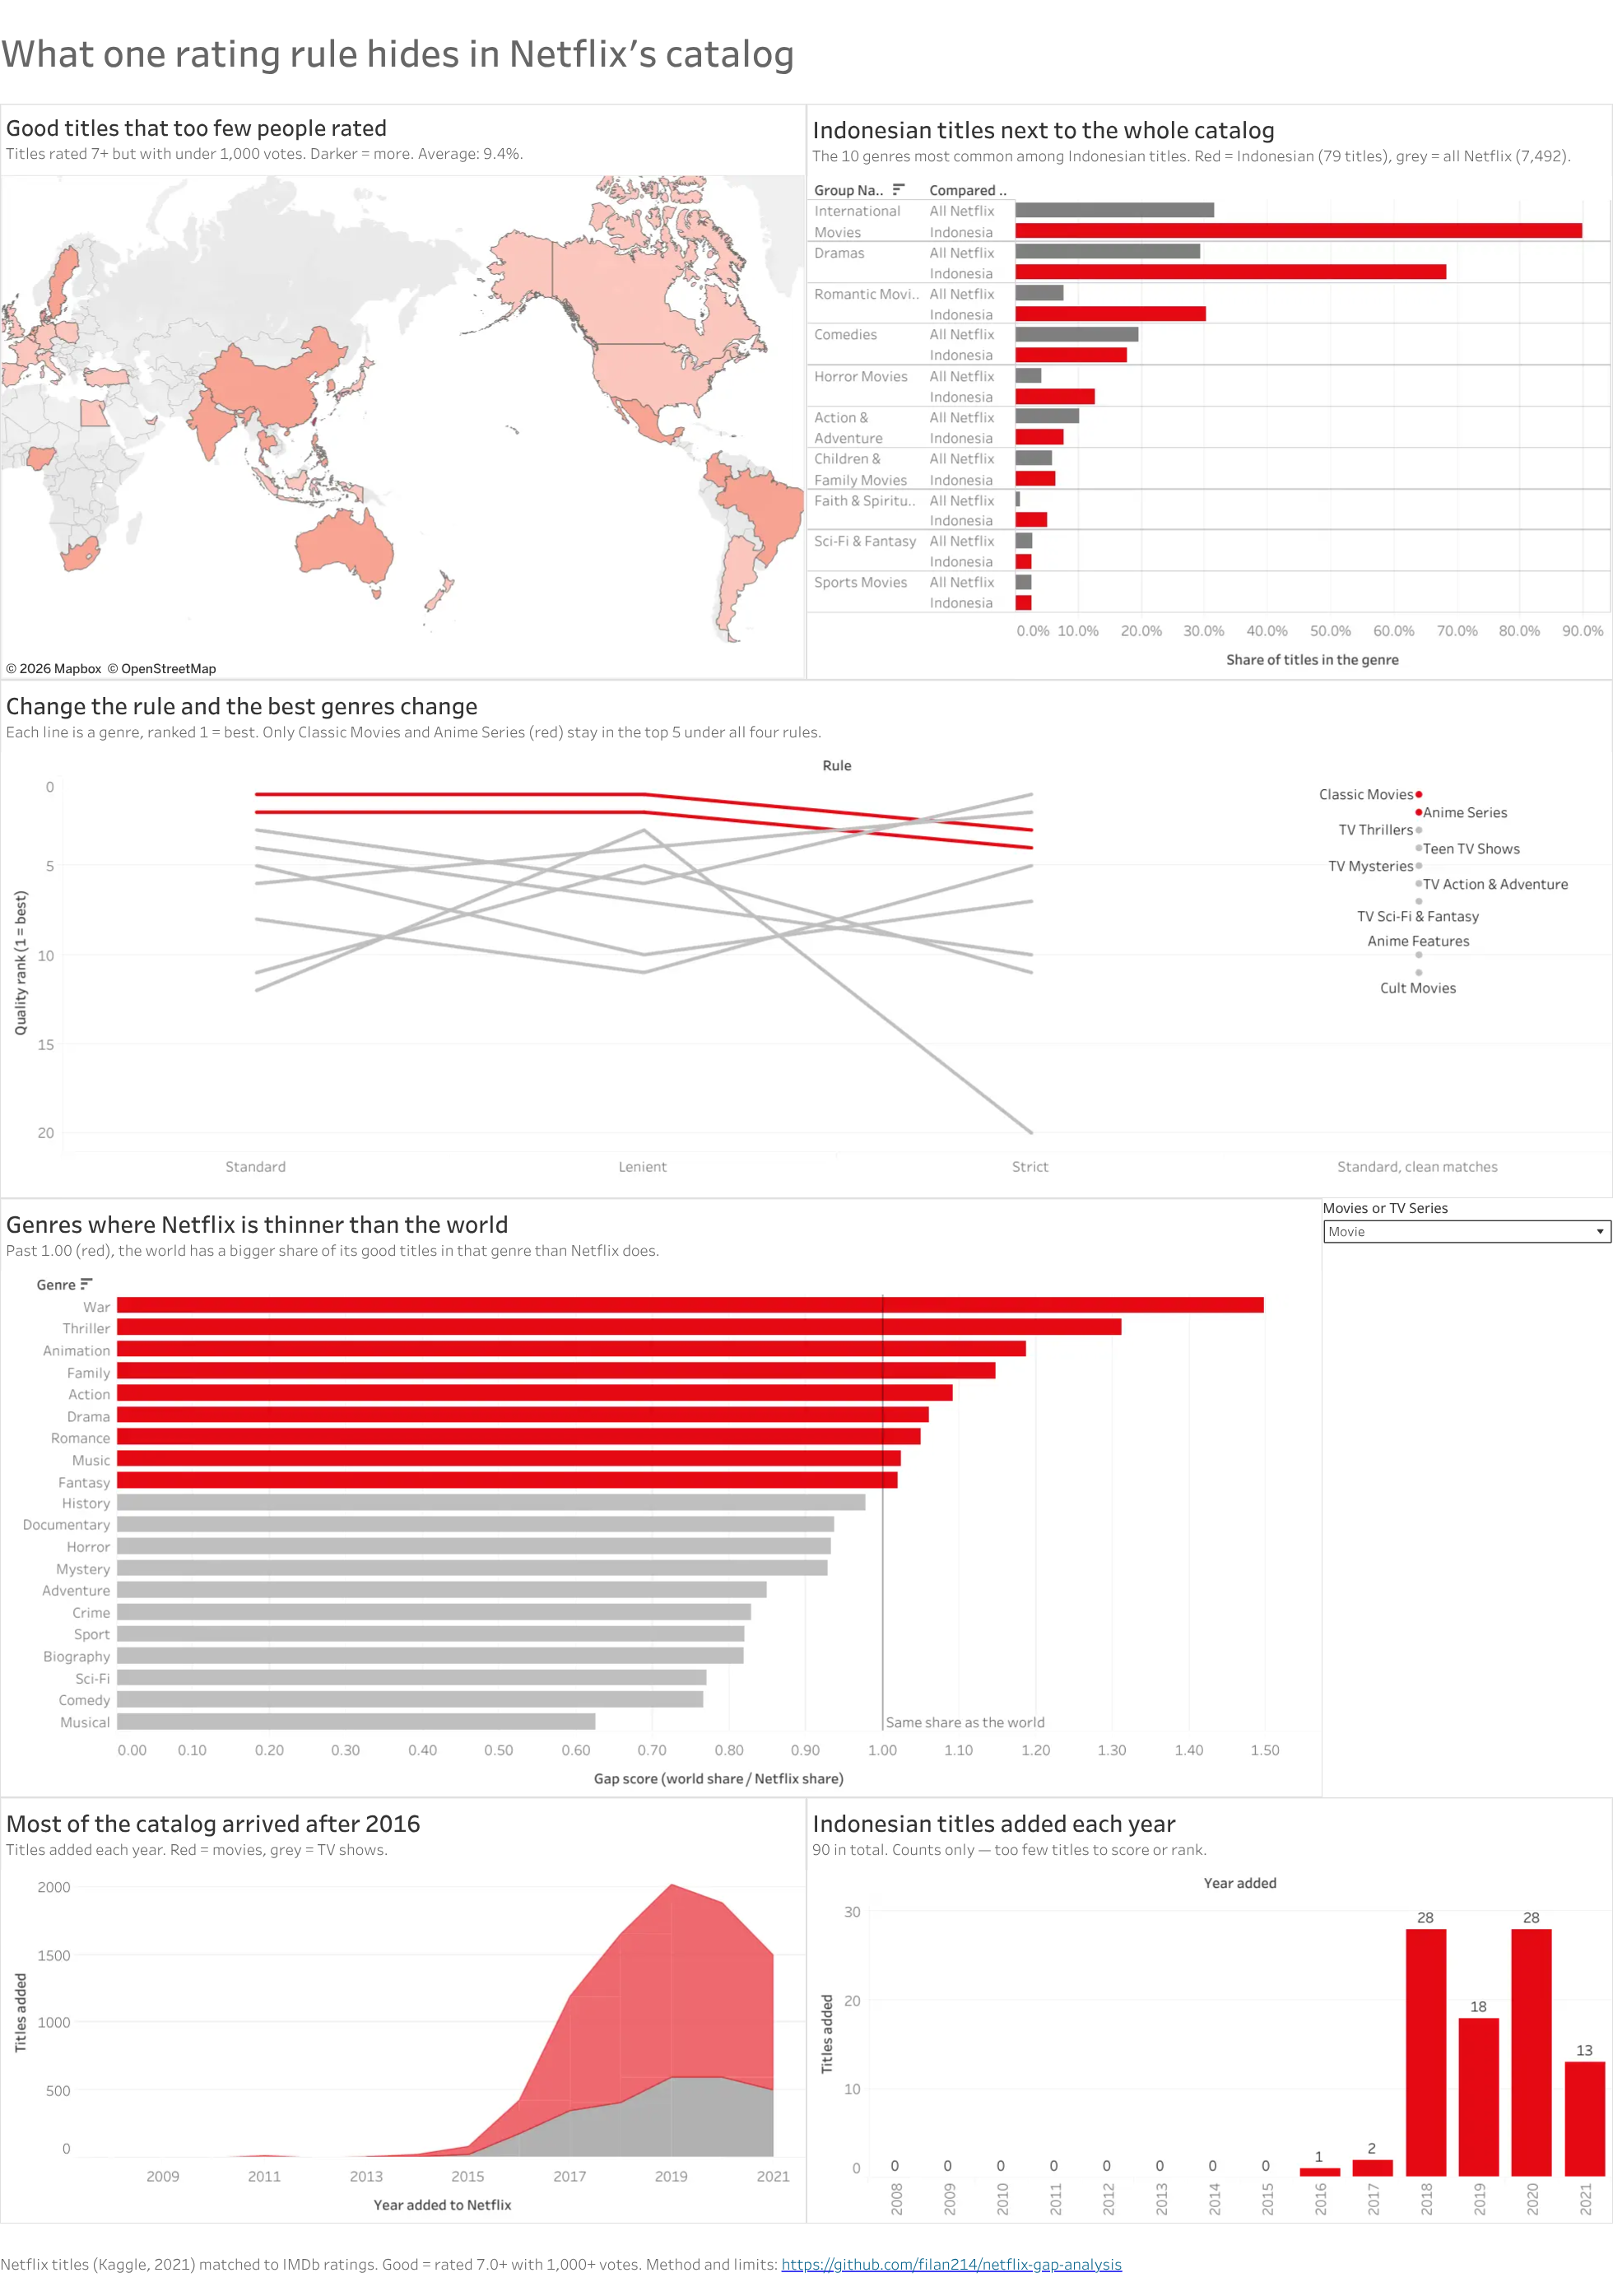 What one rating rule hides in Netflix’s catalog
Good titles that too few people rated
Titles rated 7+ but with under 1,000 votes. Darker = more. Average: 9.4%.
© 2026 Mapbox © OpenStreetMap
Indonesian titles next to the whole catalog
The 10 genres most common among Indonesian titles. Red = Indonesian (79 titles), grey = all Netflix (7,492).
Group Na.. Compared ..
International All Netflix
Movies Indonesia
Dramas All Netflix
Indonesia
Romantic Movi.. All Netflix
Indonesia
Comedies All Netflix
Indonesia
Horror Movies All Netflix
Indonesia
Action & All Netflix
Adventure Indonesia
Children & All Netflix
Family Movies Indonesia
Faith & Spiritu.. All Netflix
Indonesia
Sci-Fi & Fantasy All Netflix
Indonesia
Sports Movies All Netflix
Indonesia
0.0% 10.0% 20.0% 30.0% 40.0% 50.0% 60.0% 70.0% 80.0% 90.0%
Share of titles in the genre
Change the rule and the best genres change
Each line is a genre, ranked 1 = best. Only Classic Movies and Anime Series (red) stay in the top 5 under all four rules.
Rule
Quality rank (1 = best)
0
5
10
15
20
Classic Movies
Anime Series
TV Thrillers
Teen TV Shows
TV Mysteries
TV Action & Adventure
TV Sci-Fi & Fantasy
Anime Features
Cult Movies
Standard Lenient Strict Standard, clean matches
Genres where Netflix is thinner than the world
Past 1.00 (red), the world has a bigger share of its good titles in that genre than Netflix does.
Movies or TV Series
Movie
Genre
War
Thriller
Animation
Family
Action
Drama
Romance
Music
Fantasy
History
Documentary
Horror
Mystery
Adventure
Crime
Sport
Biography
Sci-Fi
Comedy
Musical
Same share as the world
0.00 0.10 0.20 0.30 0.40 0.50 0.60 0.70 0.80 0.90 1.00 1.10 1.20 1.30 1.40 1.50
Gap score (world share / Netflix share)
Most of the catalog arrived after 2016
Titles added each year. Red = movies, grey = TV shows.
Titles added
2000
1500
1000
500
0
2009 2011 2013 2015 2017 2019 2021
Year added to Netflix
Indonesian titles added each year
90 in total. Counts only — too few titles to score or rank.
Year added
Titles added
30
20
10
0
0 0 0 0 0 0 0 0 1 2 28 18 28 13
2008 2009 2010 2011 2012 2013 2014 2015 2016 2017 2018 2019 2020 2021
Netflix titles (Kaggle, 2021) matched to IMDb ratings. Good = rated 7.0+ with 1,000+ votes. Method and limits: https://github.com/filan214/netflix-gap-analysis